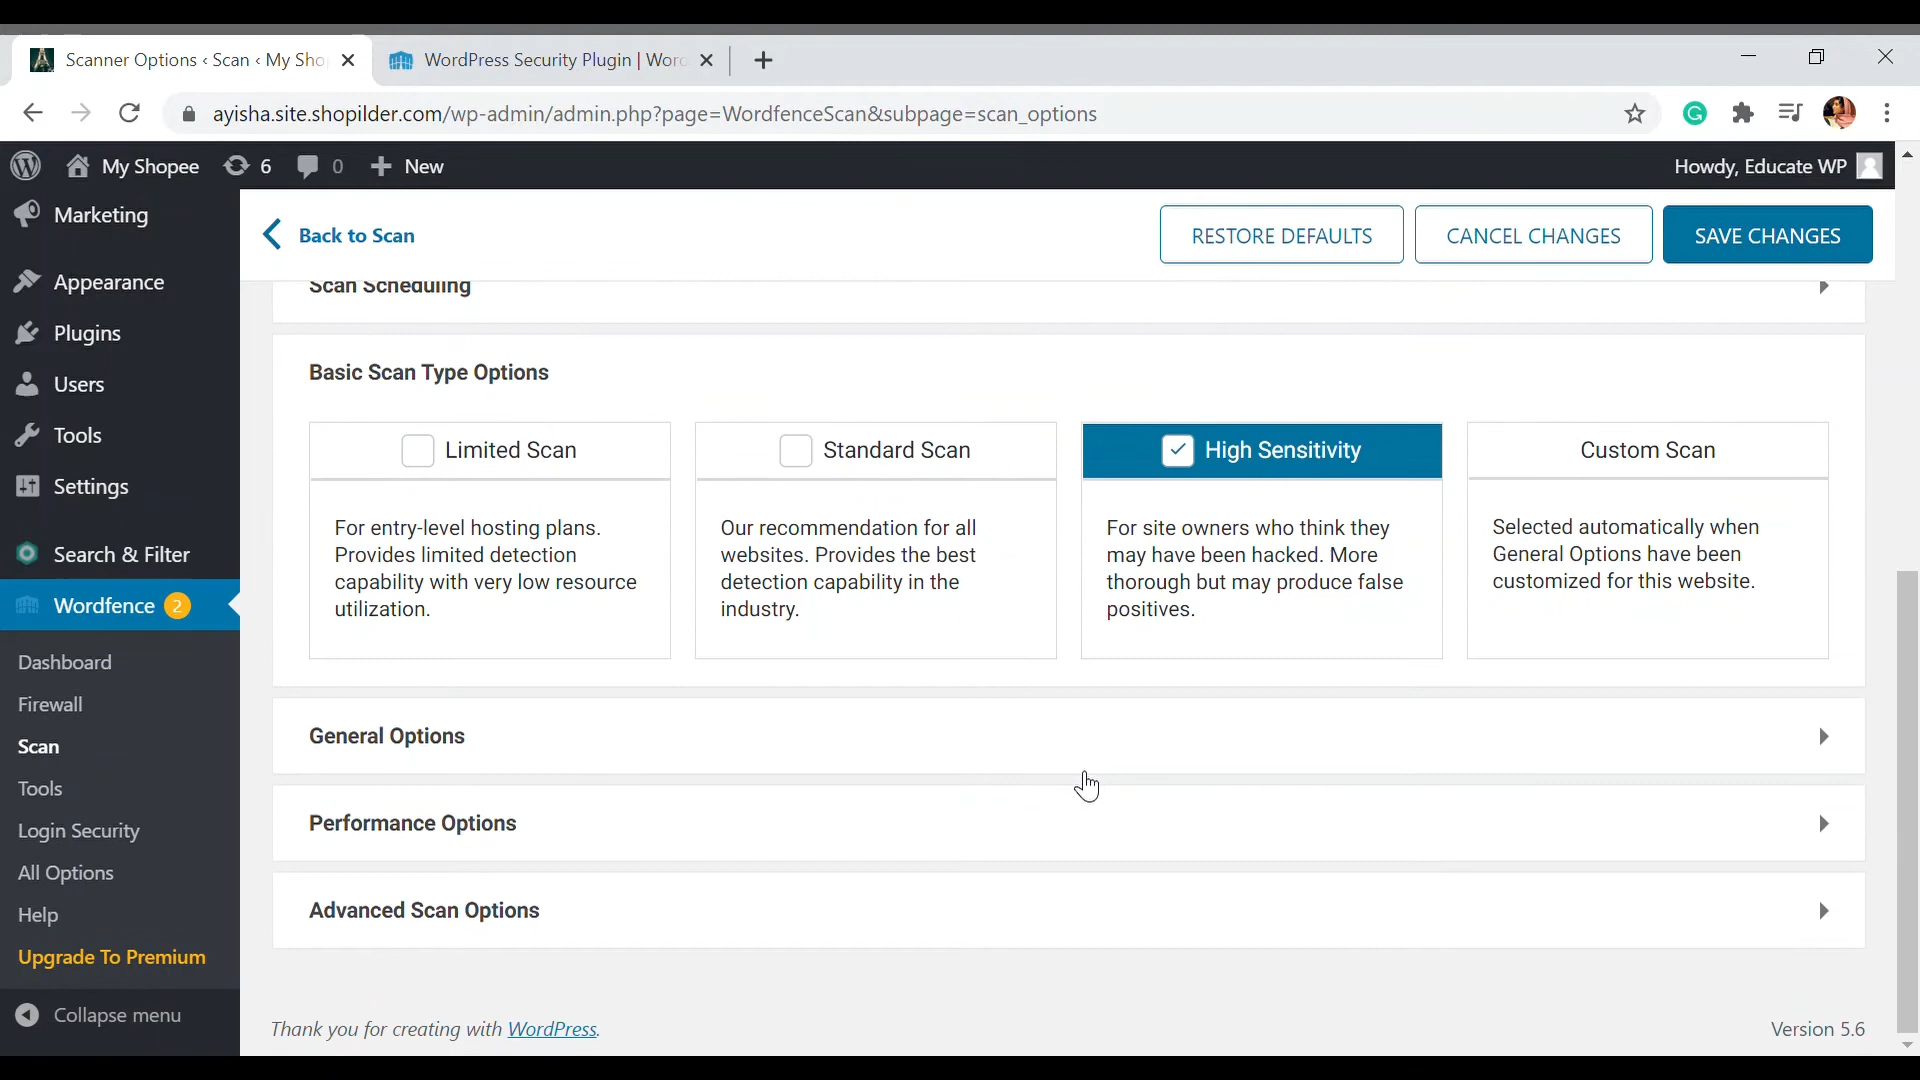 Scanner Options ‹ Scan ‹ My Sho
WordPress Security Plugin | Word
ayisha.site.shopilder.com/wp-admin/admin.php?page=WordfenceScan&subpage=scan_options
My Shopee
6
0
New
Howdy, Educate WP
Marketing
Appearance
Plugins
Users
Tools
Settings
Search & Filter
Wordfence 2
Dashboard
Firewall
Scan
Tools
Login Security
All Options
Help
Upgrade To Premium
Collapse menu
Back to Scan
RESTORE DEFAULTS
CANCEL CHANGES
SAVE CHANGES
Scan Scheduling
Basic Scan Type Options
Limited Scan
For entry-level hosting plans.
Provides limited detection
capability with very low resource
utilization.
Standard Scan
Our recommendation for all
websites. Provides the best
detection capability in the
industry.
High Sensitivity
For site owners who think they
may have been hacked. More
thorough but may produce false
positives.
Custom Scan
Selected automatically when
General Options have been
customized for this website.
General Options
Performance Options
Advanced Scan Options
Thank you for creating with WordPress.
Version 5.6